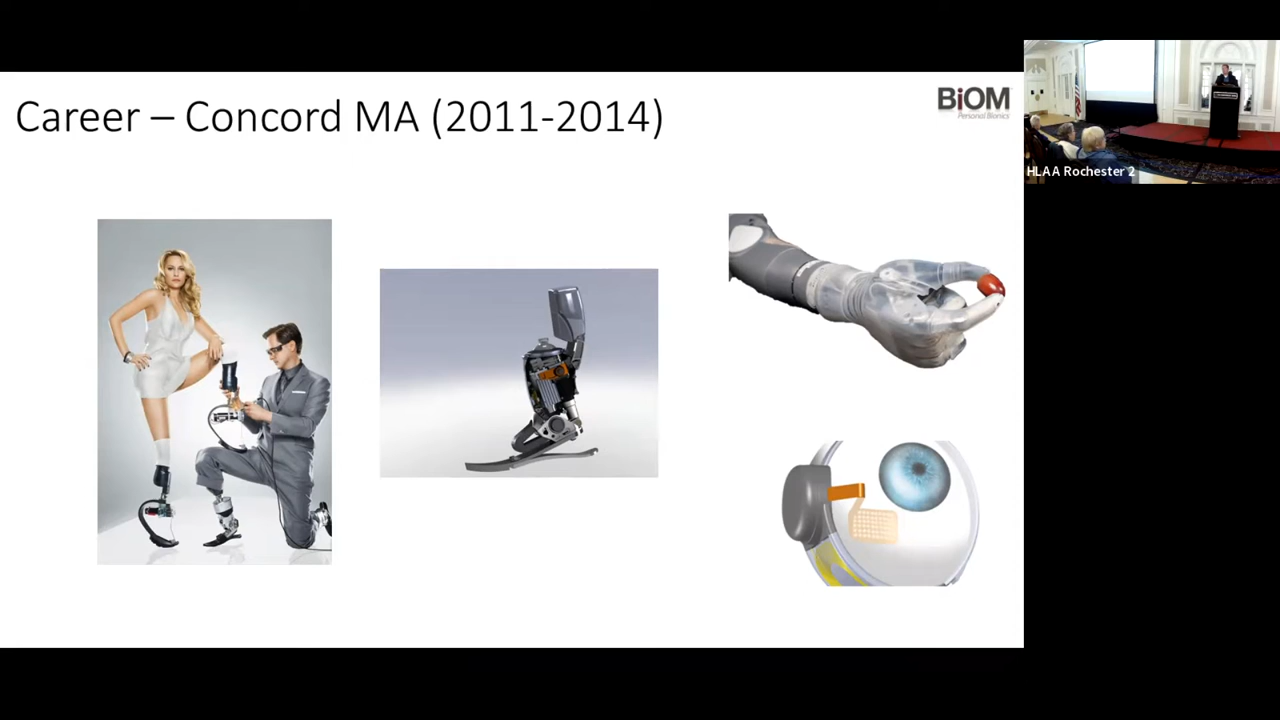 Career – Concord MA (2011-2014)
BiOM
Personal Bionics
HLAA Rochester 2